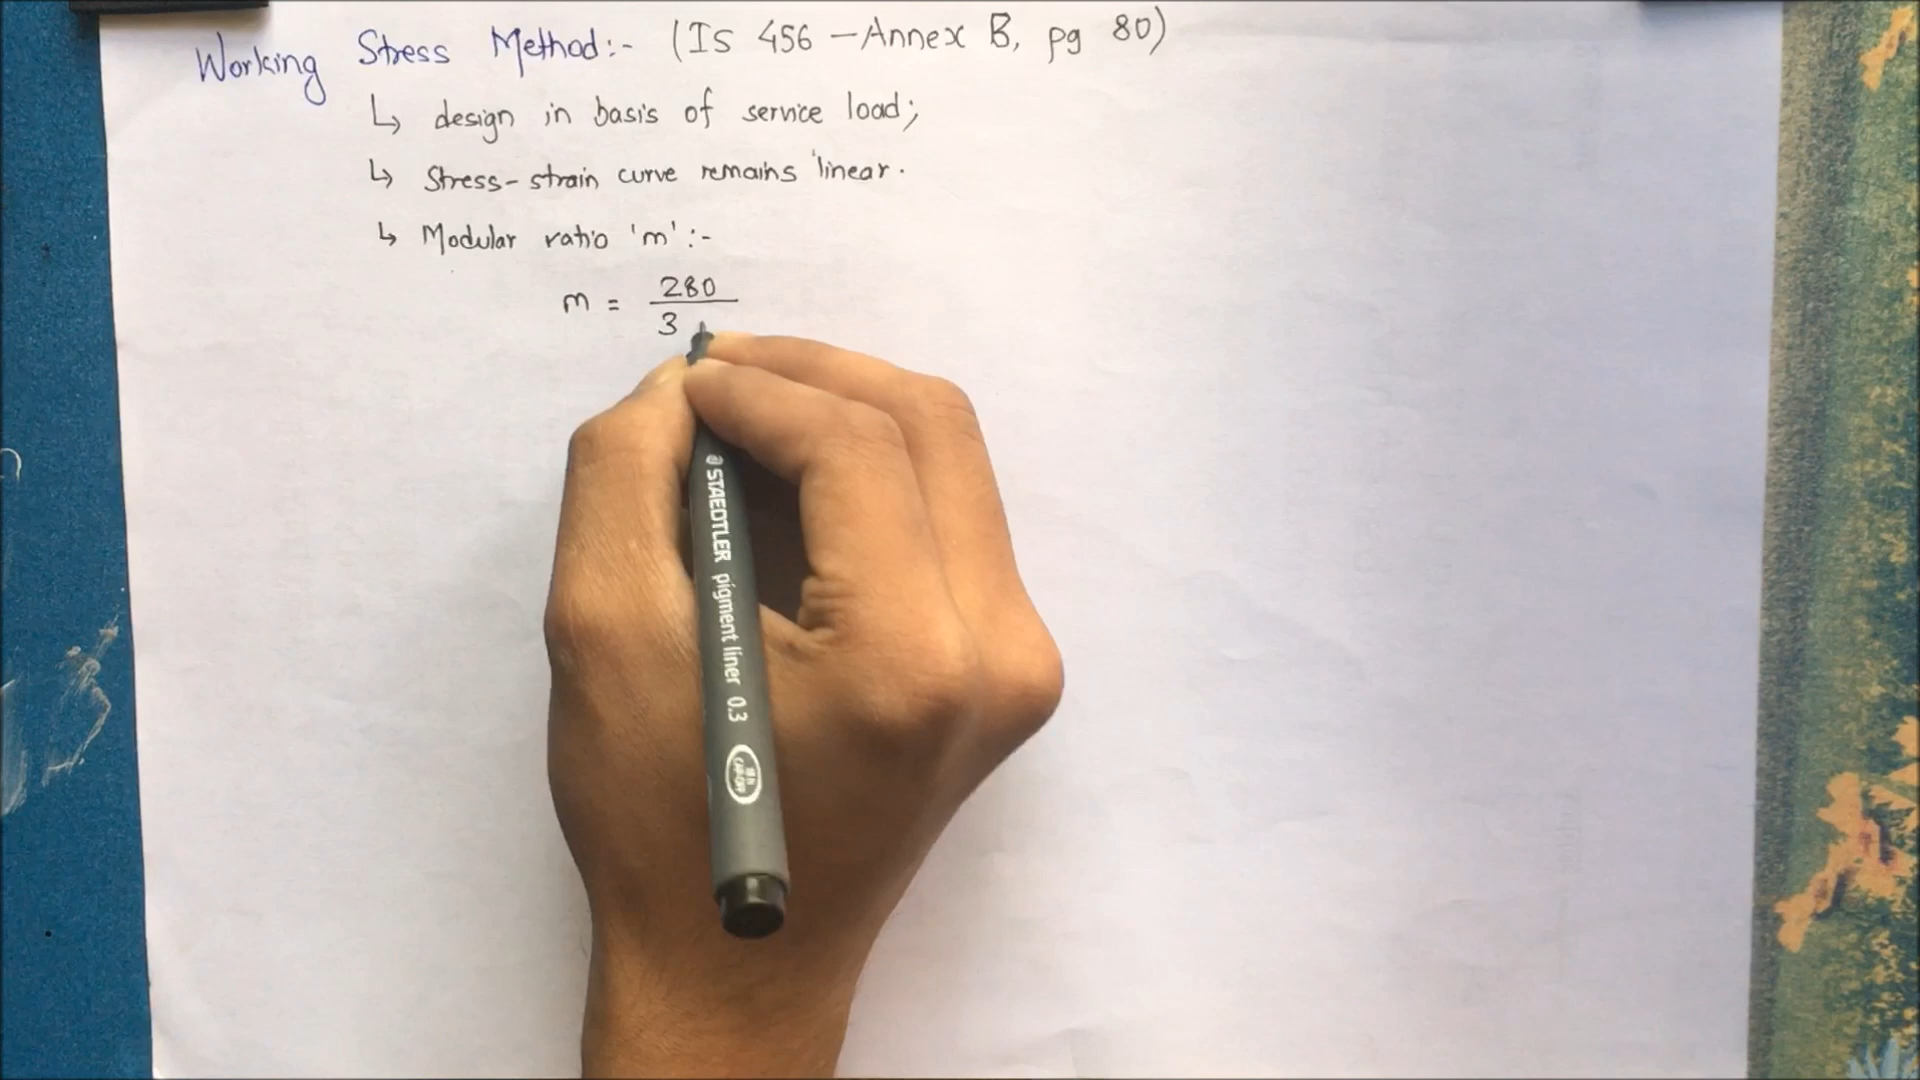 Working Stress Method:- (IS 456 - Annex B, pg 80)
↳ design in basis of service load;
↳ Stress-strain curve remains linear.
↳ Modular ratio 'm':-
m = 280
3
STAEDTLER pigment liner 0.3